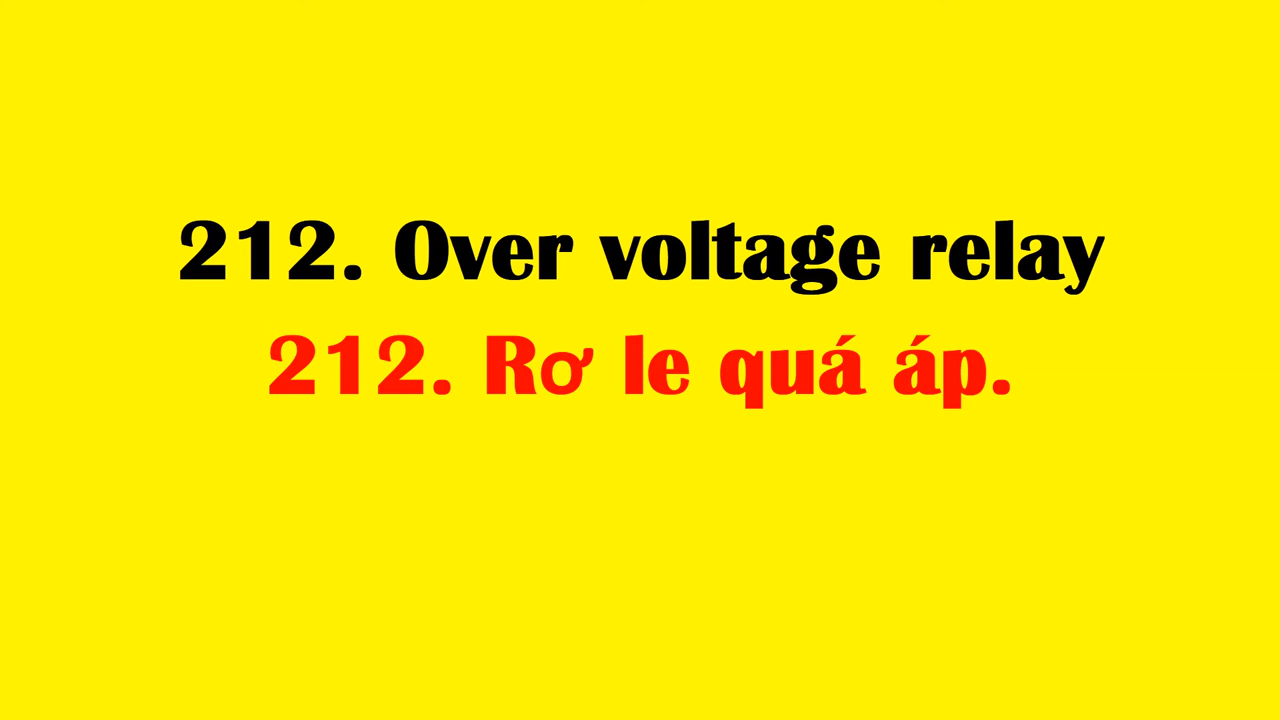 212. Over voltage relay
212. Rơ le quá áp.